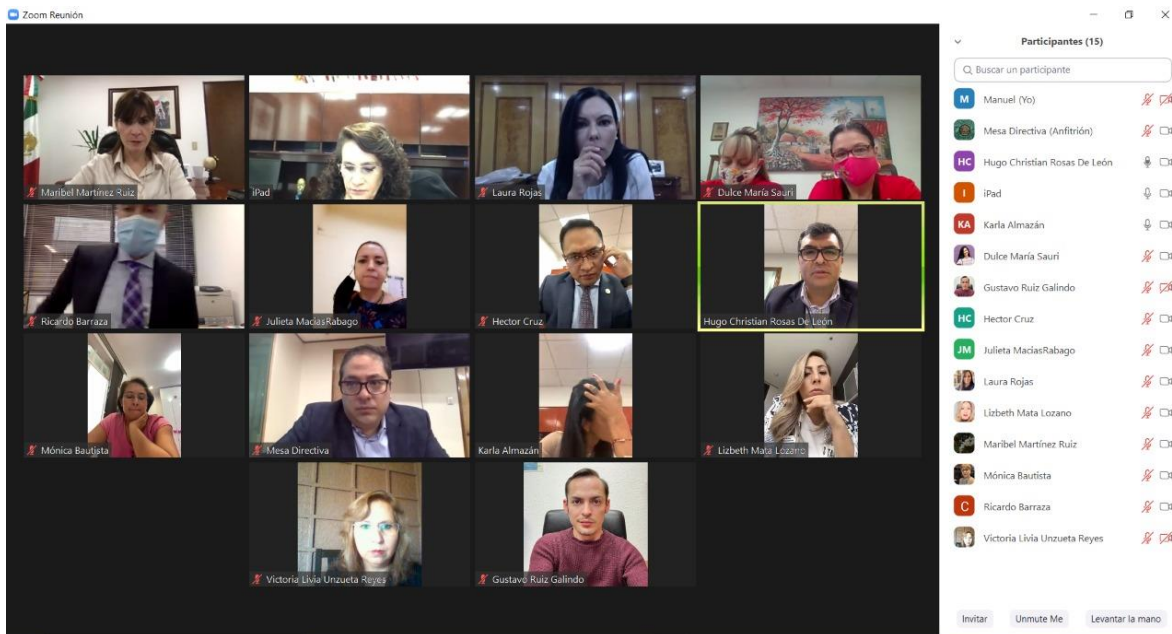 Zoom Reunión
Maribel Martínez Ruiz
iPad
Laura Rojas
Dulce María Sauri
Ricardo Barraza
Julieta MaciasRabago
Hector Cruz
Hugo Christian Rosas De León
Mónica Bautista
Mesa Directiva
Karla Almazán
Lizbeth Mata Lozano
Victoria Livia Unzueta Reyes
Gustavo Ruiz Galindo
Participantes (15)
Buscar un participante
M Manuel (Yo)
Mesa Directiva (Anfitrión)
HC Hugo Christian Rosas De León
I iPad
KA Karla Almazán
Dulce María Sauri
Gustavo Ruiz Galindo
HC Hector Cruz
JM Julieta MaciasRabago
Laura Rojas
Lizbeth Mata Lozano
Maribel Martínez Ruiz
Mónica Bautista
C Ricardo Barraza
Victoria Livia Unzueta Reyes
Invitar Unmute Me Levantar la mano